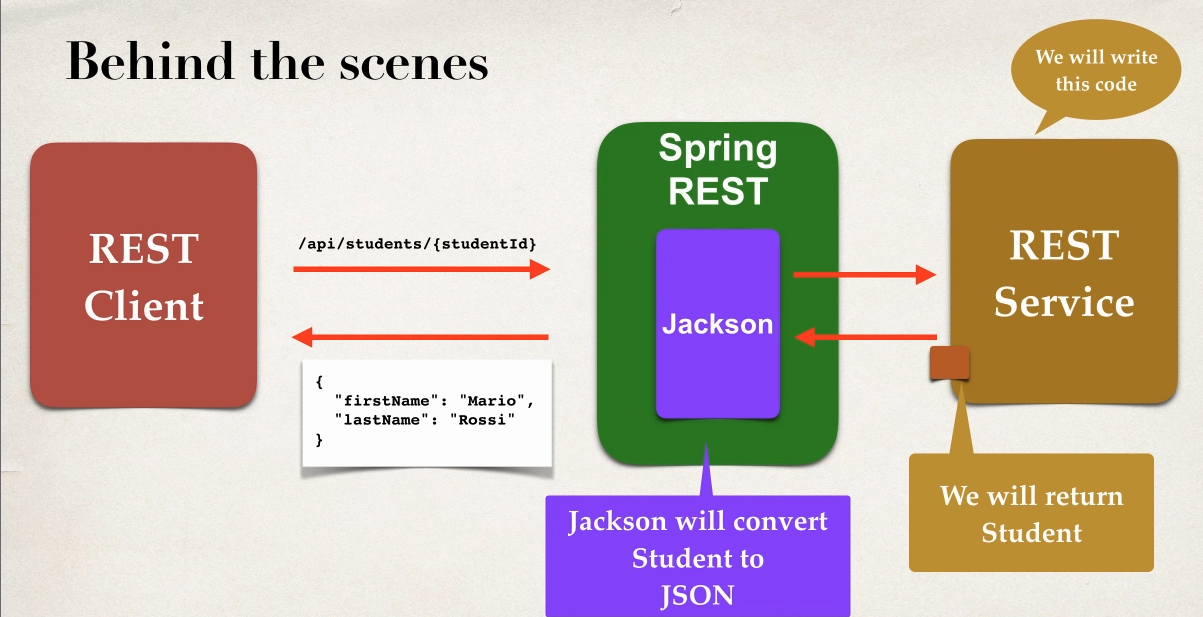 Behind the scenes
We will write
this code
REST
Client
/api/students/{studentId}
{
"firstName": "Mario",
"lastName": "Rossi"
}
Spring
REST
Jackson
REST
Service
Jackson will convert
Student to
JSON
We will return
Student